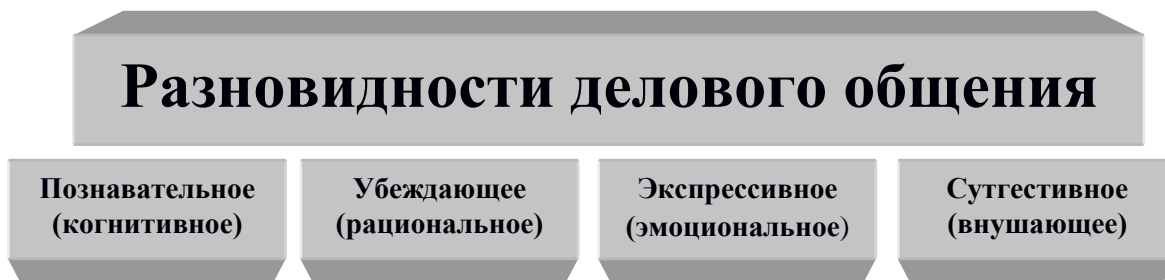 Разновидности делового общения
Познавательное
(когнитивное)
Убеждающее
(рациональное)
Экспрессивное
(эмоциональное)
Сутгестивное
(внушающее)